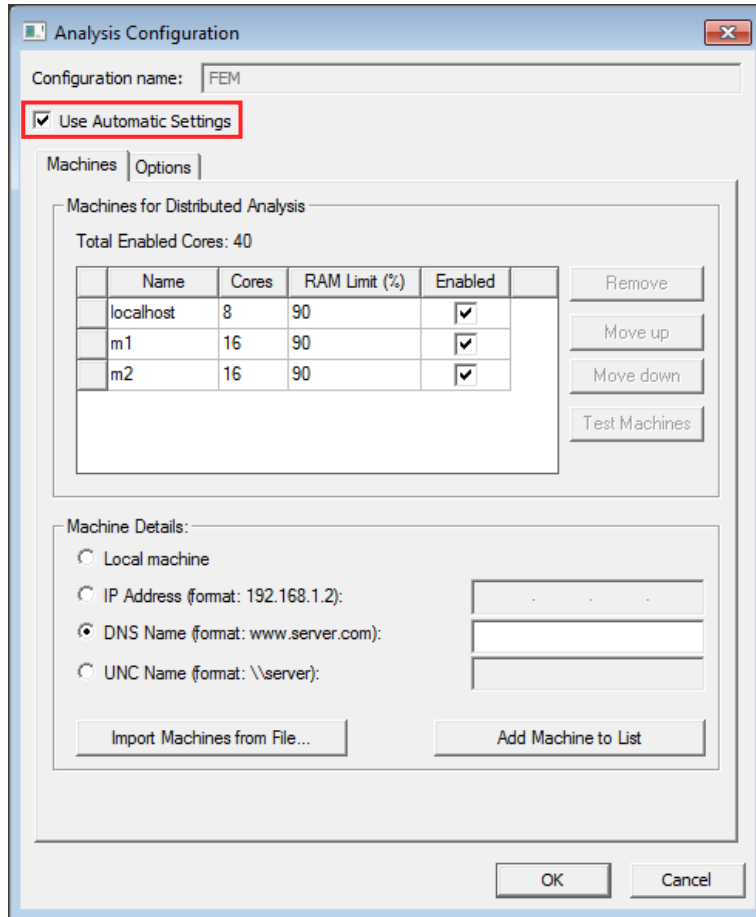 Analysis Configuration
Configuration name: FEM
Use Automatic Settings
Machines Options
Machines for Distributed Analysis
Total Enabled Cores: 40
Name Cores RAM Limit (%) Enabled
localhost 8 90
m1 16 90
m2 16 90
Remove
Move up
Move down
Test Machines
Machine Details:
Local machine
IP Address (format: 192.168.1.2): . . .
DNS Name (format: www.server.com):
UNC Name (format: \\server):
Import Machines from File... Add Machine to List
OK Cancel